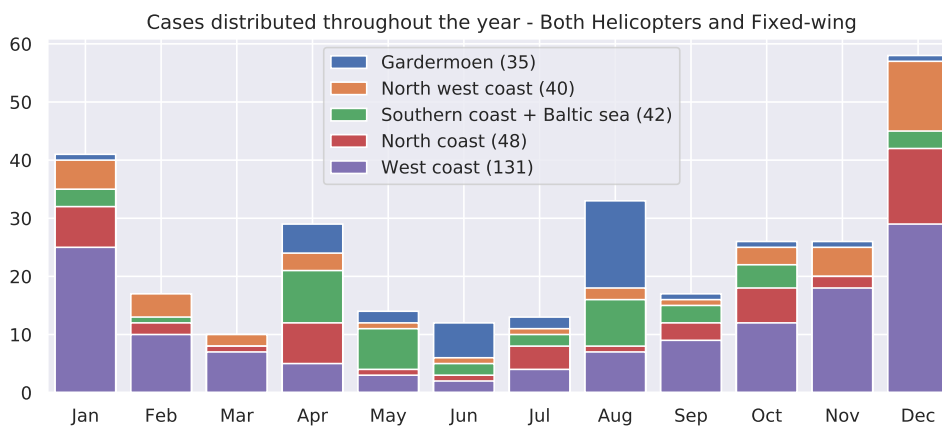 Cases distributed throughout the year - Both Helicopters and Fixed-wing
60
50
40
30
20
10
0
Gardermoen (35)
North west coast (40)
Southern coast + Baltic sea (42)
North coast (48)
West coast (131)
Jan Feb Mar Apr May Jun Jul Aug Sep Oct Nov Dec